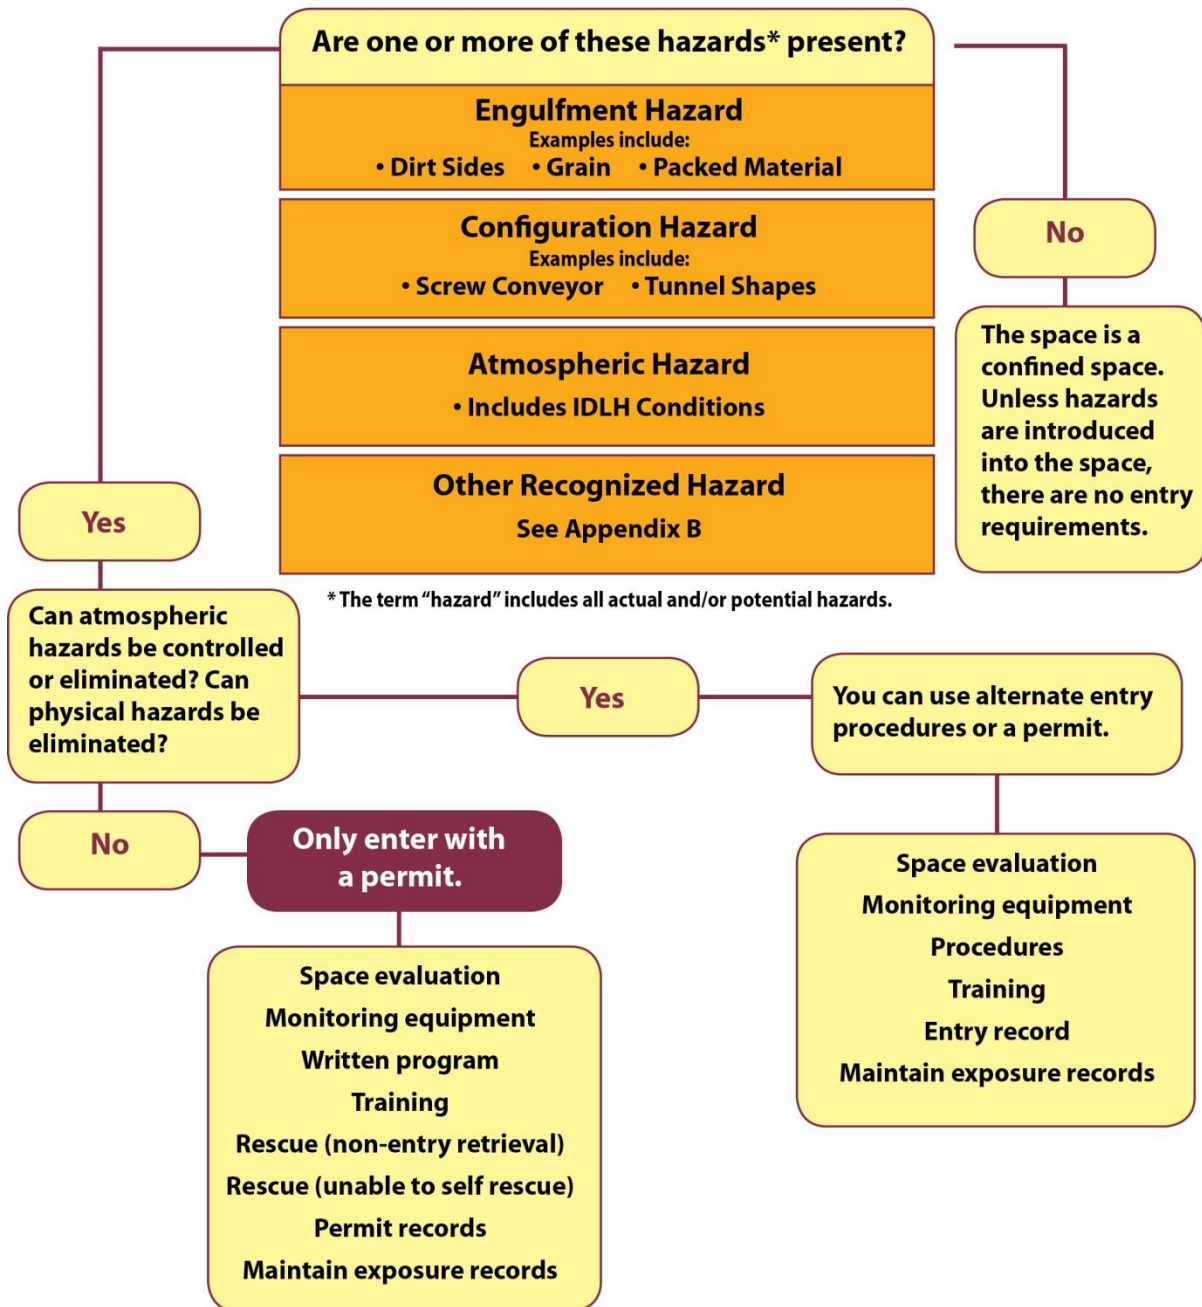 Are one or more of these hazards* present?
Engulfment Hazard
Examples include:
• Dirt Sides • Grain • Packed Material
Configuration Hazard
Examples include:
• Screw Conveyor • Tunnel Shapes
Atmospheric Hazard
• Includes IDLH Conditions
Other Recognized Hazard
See Appendix B
* The term “hazard” includes all actual and/or potential hazards.
No
The space is a
confined space.
Unless hazards
are introduced
into the space,
there are no entry
requirements.
Yes
Can atmospheric
hazards be controlled
or eliminated? Can
physical hazards be
eliminated?
Yes
You can use alternate entry
procedures or a permit.
Space evaluation
Monitoring equipment
Procedures
Training
Entry record
Maintain exposure records
No
Only enter with
a permit.
Space evaluation
Monitoring equipment
Written program
Training
Rescue (non-entry retrieval)
Rescue (unable to self rescue)
Permit records
Maintain exposure records